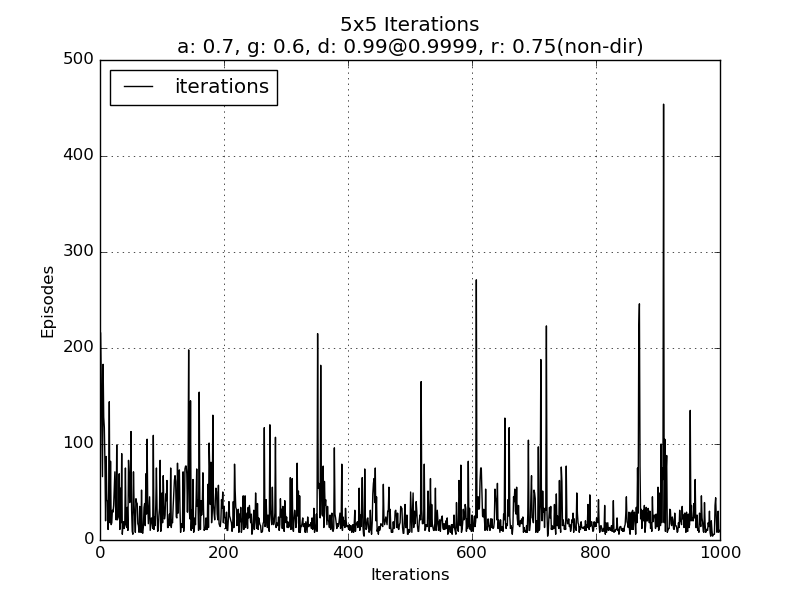 5x5 Iterations
a: 0.7, g: 0.6, d: 0.99@0.9999, r: 0.75(non-dir)
iterations
500
400
300
200
100
0
Episodes
0 200 400 600 800 1000
Iterations